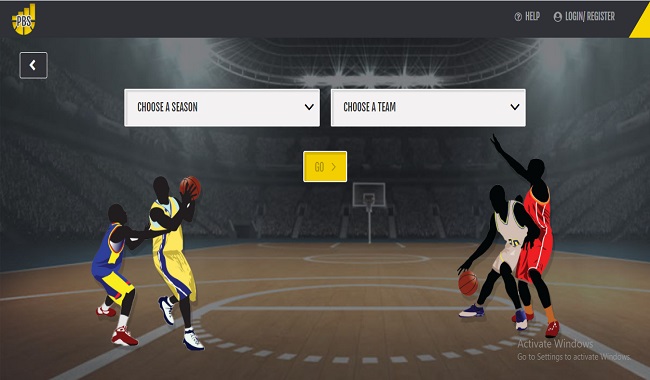 PBS
HELP
LOGIN/ REGISTER
CHOOSE A SEASON
CHOOSE A TEAM
GO
Activate Windows
Go to Settings to activate Windows.